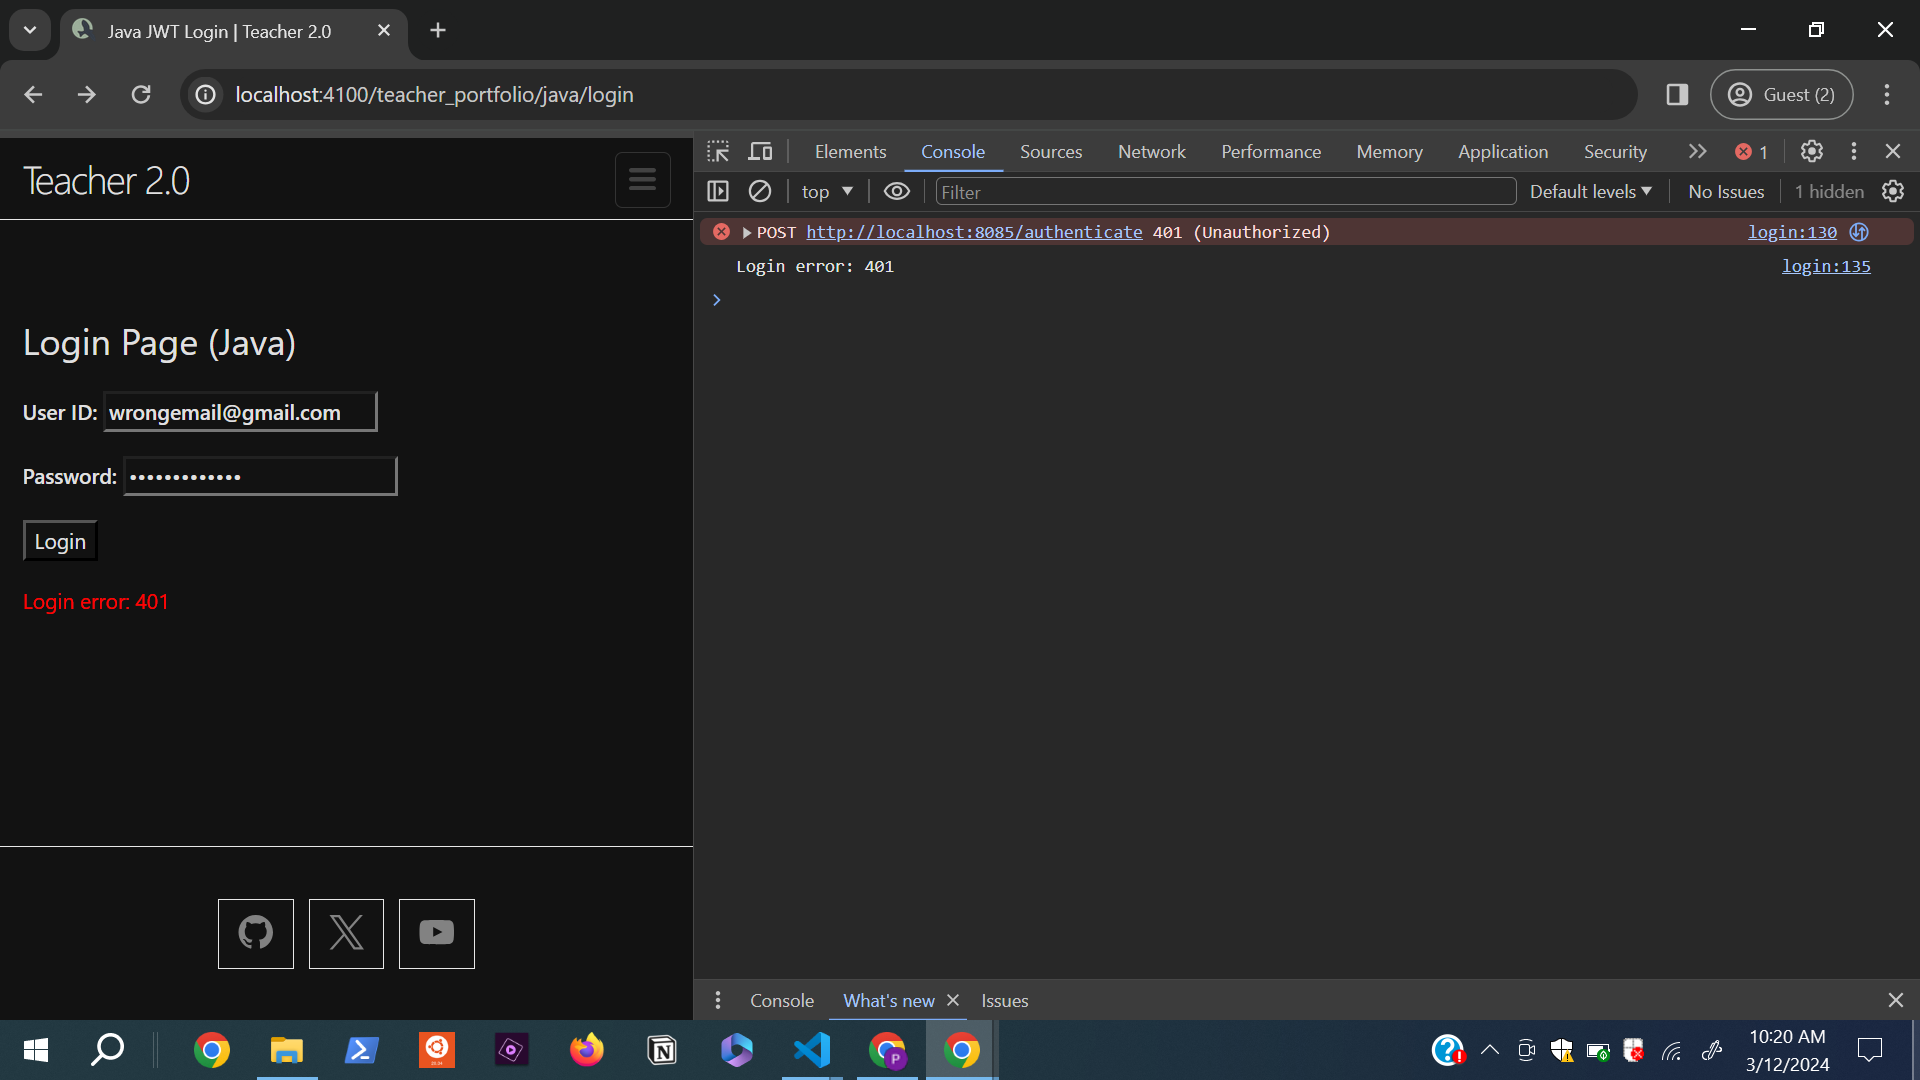 Java JWT Login | Teacher 2.0
localhost:4100/teacher_portfolio/java/login
Guest (2)
Teacher 2.0
Login Page (Java)
User ID: wrongemail@gmail.com
Password: •••••••••••••
Login
Login error: 401
Elements Console Sources Network Performance Memory Application Security 1
top Filter Default levels No Issues 1 hidden
POST http://localhost:8085/authenticate 401 (Unauthorized) login:130
Login error: 401 login:135
Console What's new Issues
P
10:20 AM
3/12/2024